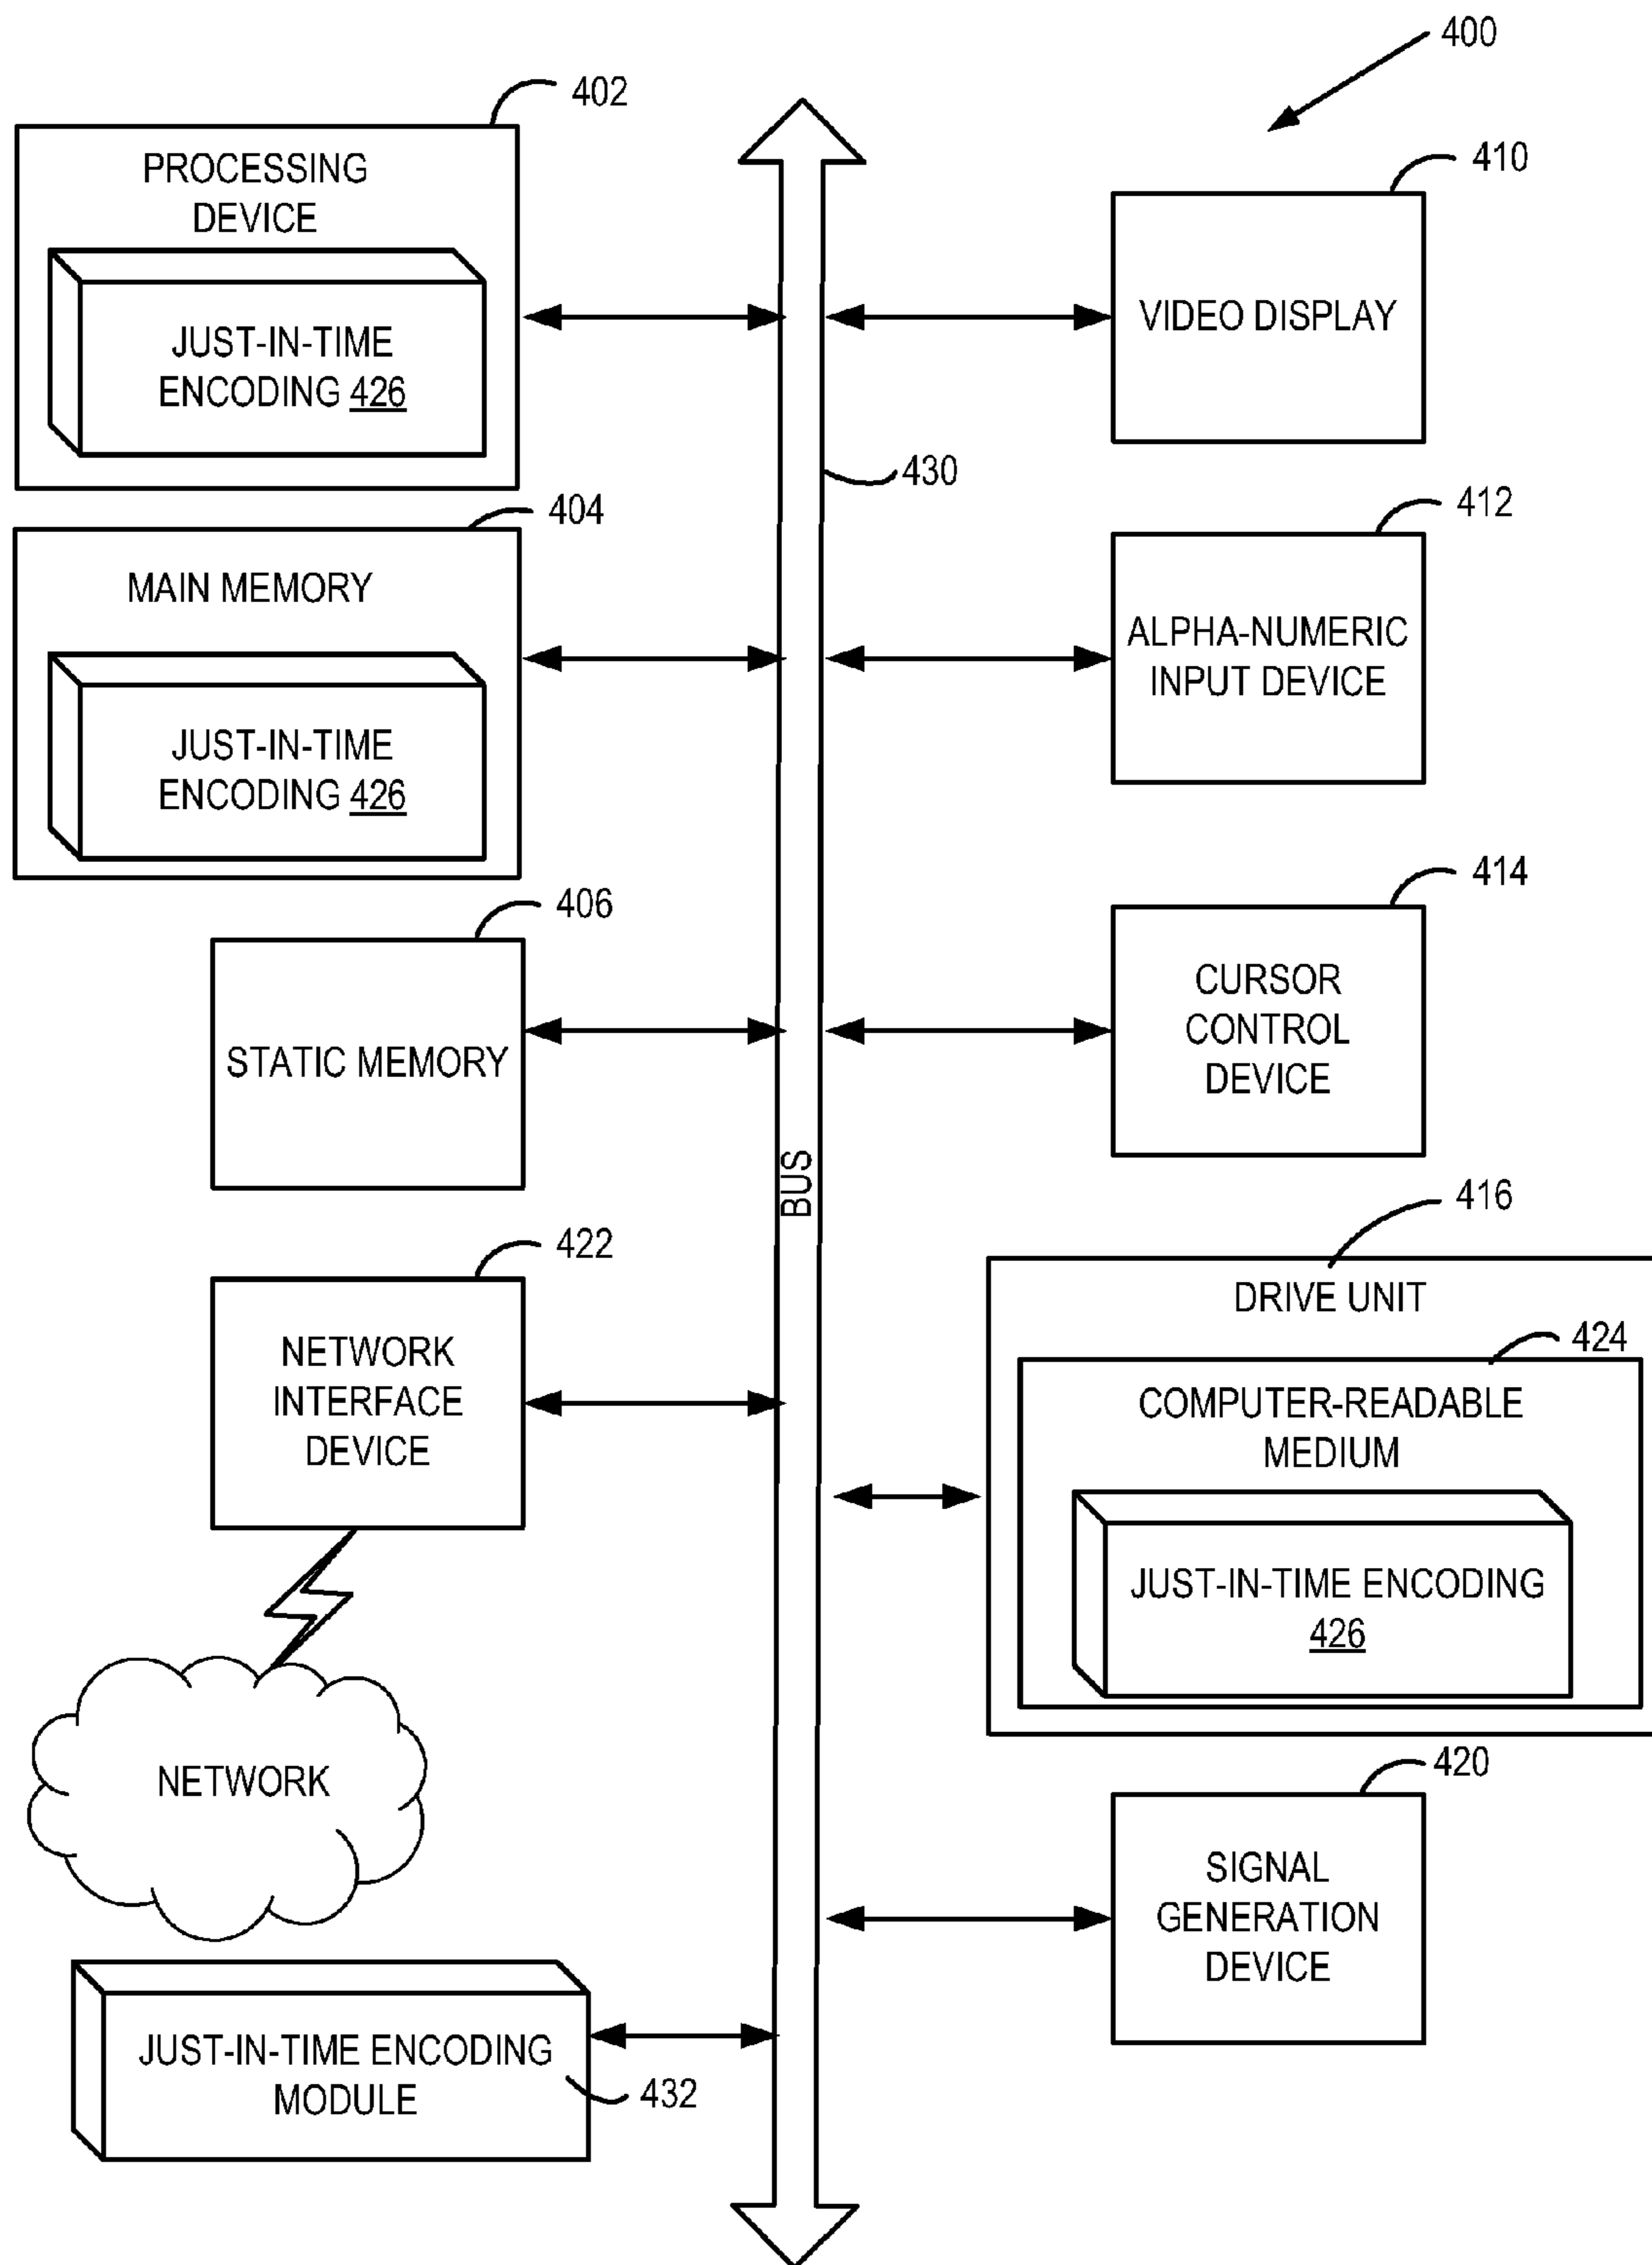 400
402
PROCESSING
DEVICE
JUST-IN-TIME
ENCODING 426
404
MAIN MEMORY
JUST-IN-TIME
ENCODING 426
406
STATIC MEMORY
422
NETWORK
INTERFACE
DEVICE
NETWORK
JUST-IN-TIME ENCODING
MODULE
432
430
BUS
410
VIDEO DISPLAY
412
ALPHA-NUMERIC
INPUT DEVICE
414
CURSOR
CONTROL
DEVICE
416
DRIVE UNIT
424
COMPUTER-READABLE
MEDIUM
JUST-IN-TIME ENCODING
426
420
SIGNAL
GENERATION
DEVICE